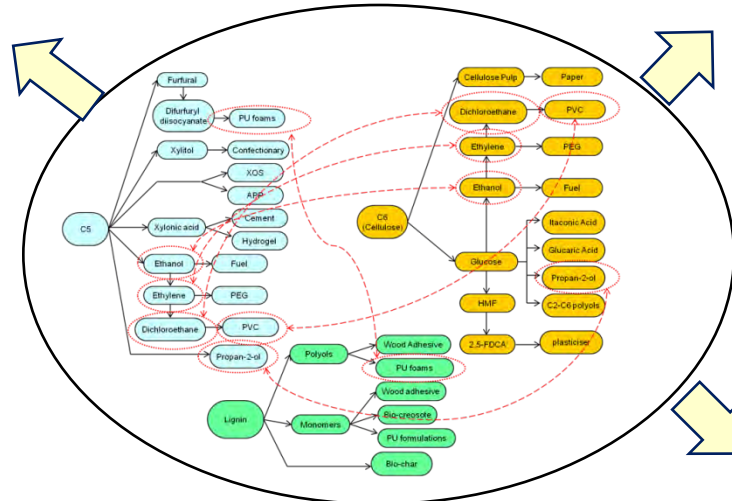 Furfural
Difurfuryl
diisocyanate
PU foams
Xylitol
Confectionary
XOS
APP
C5
Xylonic acid
Cement
Hydrogel
Ethanol
Fuel
Ethylene
PEG
Dichloroethane
PVC
Propan-2-ol
Cellulose Pulp
Paper
Dichloroethane
PVC
Ethylene
PEG
Ethanol
Fuel
C6
(Cellulose)
Itaconic Acid
Glucaric Acid
Glucose
Propan-2-ol
C2-C6 polyols
HMF
2,5-FDCA'
plasticiser
Polyols
Wood Adhesive
PU foams
Lignin
Wood adhesive
Monomers
Bio-creosote
PU formulations
Bio-char